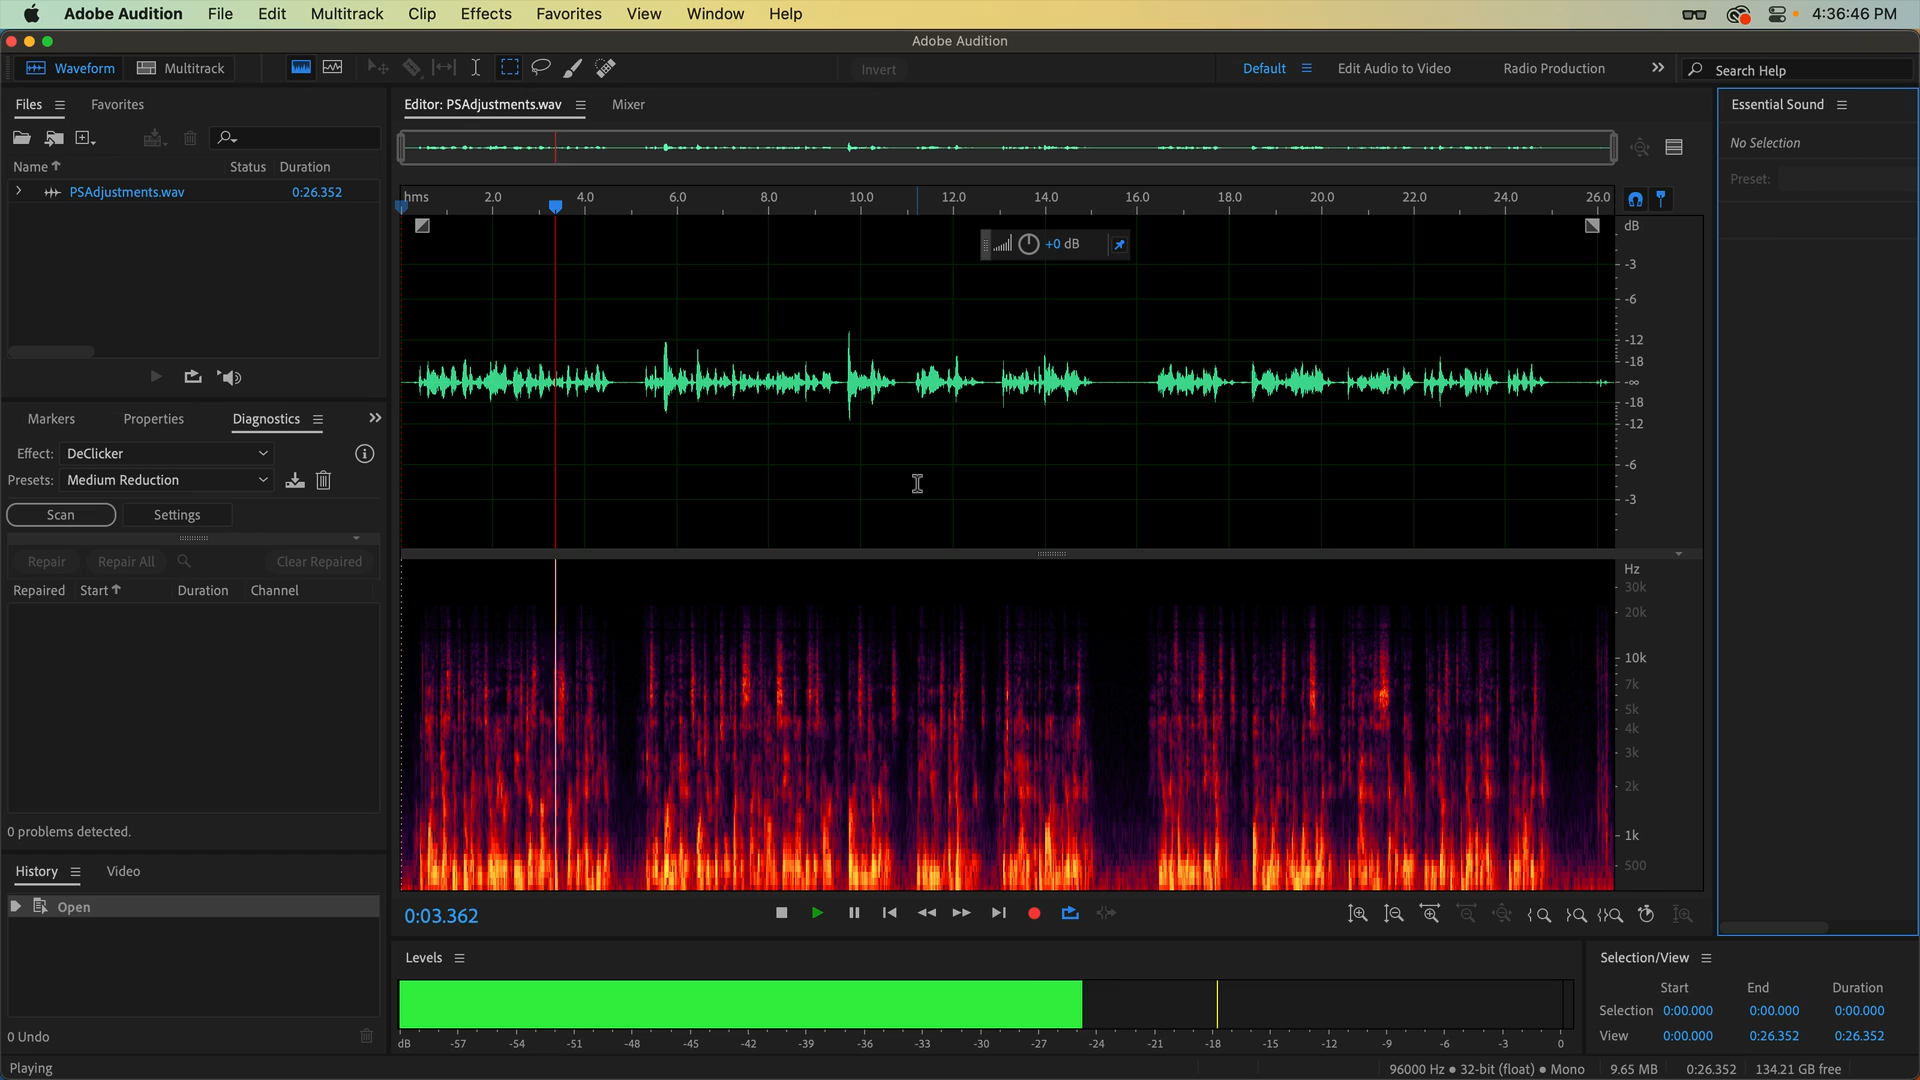 Adobe Audition File Edit Multitrack Clip Effects Favorites View Window Help 4:36:46 PM
Adobe Audition
Waveform Multitrack Invert Default Edit Audio to Video Radio Production Search Help
Files Favorites
Name Status Duration
PSAdjustments.wav 0:26.352
Markers Properties Diagnostics
Effect: DeClicker
Presets: Medium Reduction
Scan Settings
Repair Repair All Clear Repaired
Repaired Start Duration Channel
0 problems detected.
History Video
Open
0 Undo
Playing
Editor: PSAdjustments.wav Mixer
hms 2.0 4.0 6.0 8.0 10.0 12.0 14.0 16.0 18.0 20.0 22.0 24.0 26.0
+0 dB
dB
-3
-6
-12
-18
-∞
-18
-12
-6
-3
Hz
30k
20k
10k
7k
5k
4k
3k
2k
1k
500
0:03.362
Levels
dB -57 -54 -51 -48 -45 -42 -39 -36 -33 -30 -27 -24 -21 -18 -15 -12 -9 -6 -3 0
Essential Sound
No Selection
Preset:
Selection/View
Start End Duration
Selection 0:00.000 0:00.000 0:00.000
View 0:00.000 0:26.352 0:26.352
96000 Hz ● 32-bit (float) ● Mono 9.65 MB 0:26.352 134.21 GB free